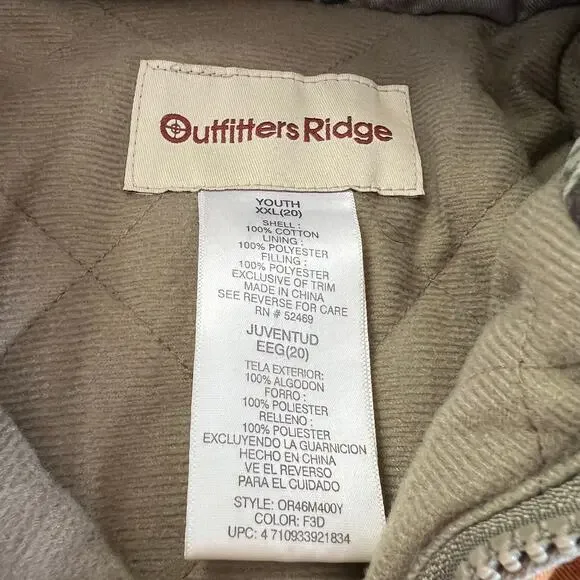 Outfitters Ridge
YOUTH
XXL(20)
SHELL :
100% COTTON
LINING :
100% POLYESTER
FILLING :
100% POLYESTER
EXCLUSIVE OF TRIM
MADE IN CHINA
SEE REVERSE FOR CARE
RN # 52469
JUVENTUD
EEG(20)
TELA EXTERIOR:
100% ALGODON
FORRO :
100% POLIESTER
RELLENO :
100% POLIESTER
EXCLUYENDO LA GUARNICION
HECHO EN CHINA
VE EL REVERSO
PARA EL CUIDADO
STYLE: OR46M400Y
COLOR: F3D
UPC: 4 710933921834